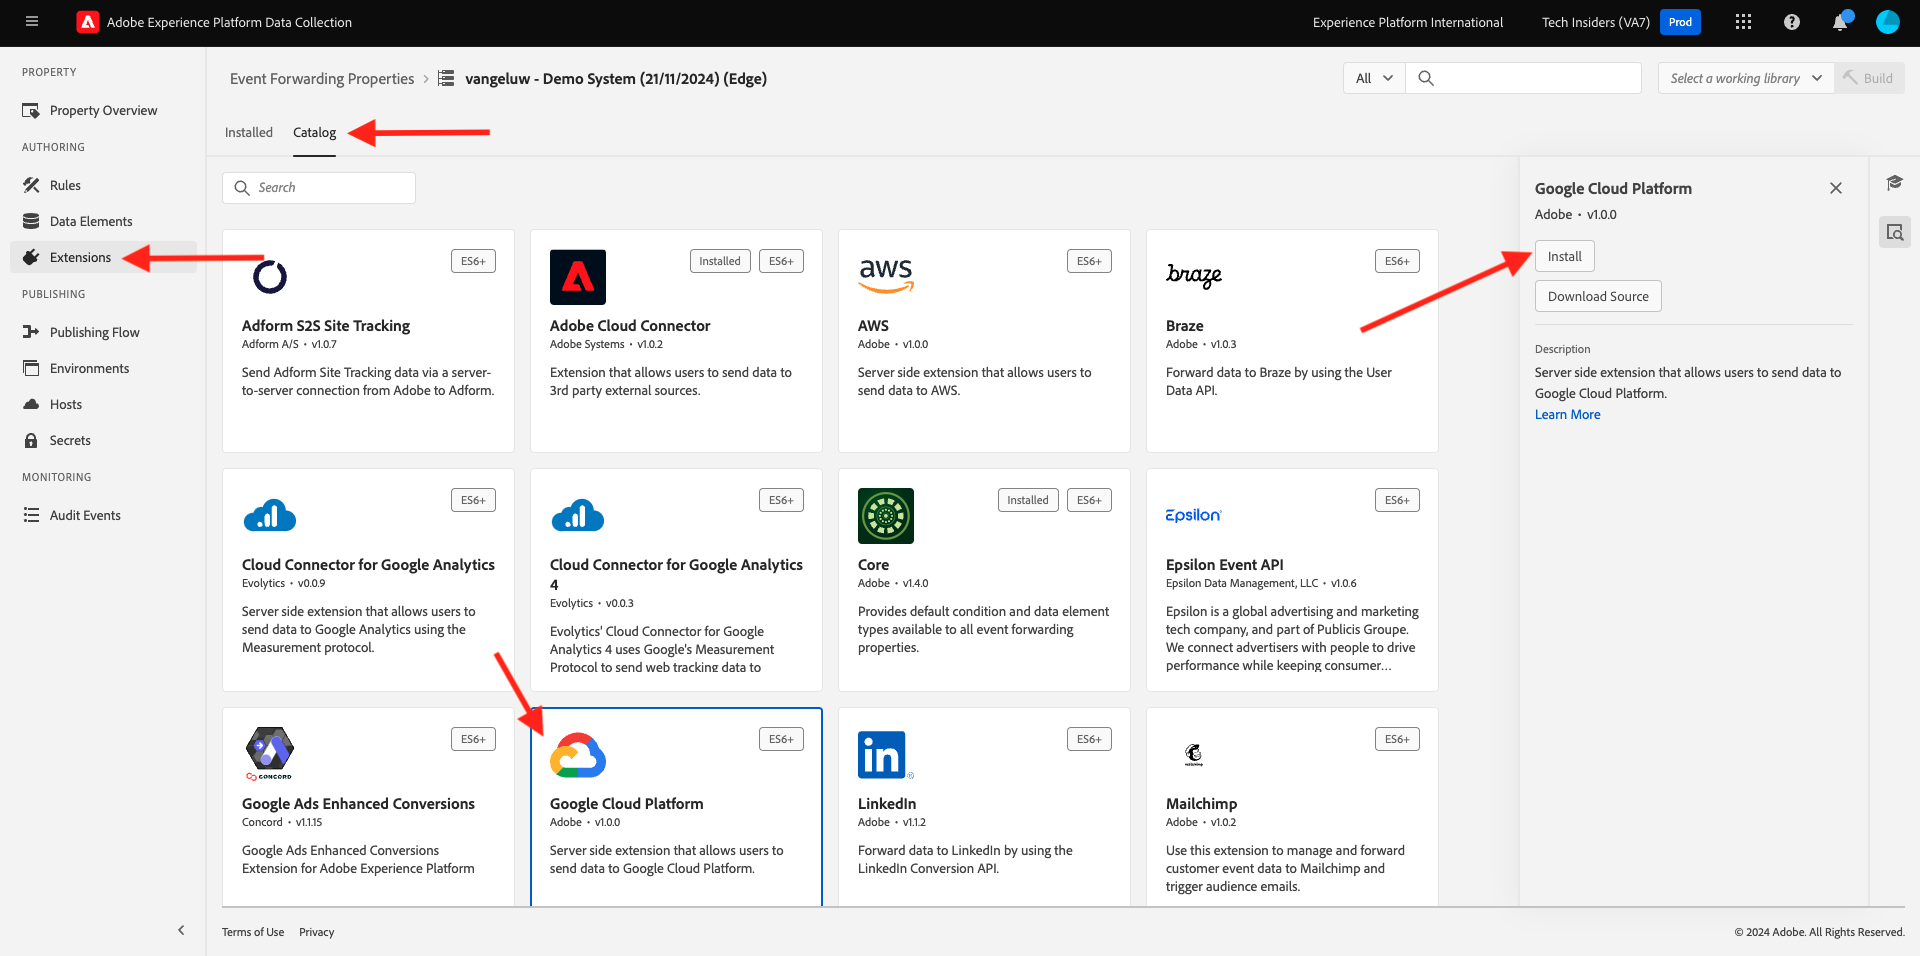 Adobe Experience Platform Data Collection
Experience Platform International
Tech Insiders (VA7)
Prod
PROPERTY
Property Overview
AUTHORING
Rules
Data Elements
Extensions
PUBLISHING
Publishing Flow
Environments
Hosts
Secrets
MONITORING
Audit Events
Event Forwarding Properties
vangeluw - Demo System (21/11/2024) (Edge)
All
Select a working library
Build
Installed
Catalog
Search
ES6+
Adform S2S Site Tracking
Adform A/S • v1.0.7
Send Adform Site Tracking data via a server-
to-server connection from Adobe to Adform.
Installed
ES6+
Adobe Cloud Connector
Adobe Systems • v1.0.2
Extension that allows users to send data to
3rd party external sources.
aws
ES6+
AWS
Adobe • v1.0.0
Server side extension that allows users to
send data to AWS.
braze
ES6+
Braze
Adobe • v1.0.3
Forward data to Braze by using the User
Data API.
ES6+
Cloud Connector for Google Analytics
Evolytics • v0.0.9
Server side extension that allows users to
send data to Google Analytics using the
Measurement protocol.
ES6+
Cloud Connector for Google Analytics
4
Evolytics • v0.0.3
Evolytics' Cloud Connector for Google
Analytics 4 uses Google's Measurement
Protocol to send web tracking data to
Installed
ES6+
Core
Adobe • v1.4.0
Provides default condition and data element
types available to all event forwarding
properties.
Epsilon
ES6+
Epsilon Event API
Epsilon Data Management, LLC • v1.0.6
Epsilon is a global advertising and marketing
tech company, and part of Publicis Groupe.
We connect advertisers with people to drive
performance while keeping consumer...
CONCORD
ES6+
Google Ads Enhanced Conversions
Concord • v1.1.15
Google Ads Enhanced Conversions
Extension for Adobe Experience Platform
ES6+
Google Cloud Platform
Adobe • v1.0.0
Server side extension that allows users to
send data to Google Cloud Platform.
in
ES6+
LinkedIn
Adobe • v1.1.2
Forward data to LinkedIn by using the
LinkedIn Conversion API.
mailchimp
ES6+
Mailchimp
Adobe • v1.0.2
Use this extension to manage and forward
customer event data to Mailchimp and
trigger audience emails.
Google Cloud Platform
Adobe • v1.0.0
Install
Download Source
Description
Server side extension that allows users to send data to
Google Cloud Platform.
Learn More
Terms of Use
Privacy
© 2024 Adobe. All Rights Reserved.